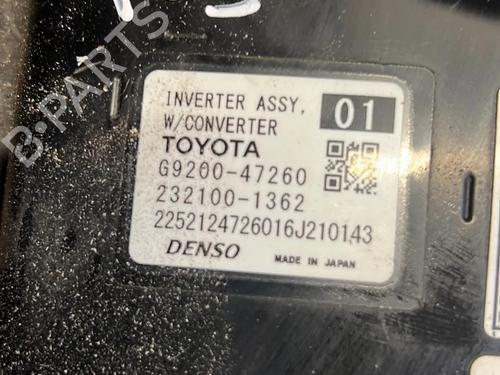 B-PARTS
INVERTER ASSY, 01
W/CONVERTER
TOYOTA
G9200-47260
232100-1362
2252124726016J210143
DENSO MADE IN JAPAN